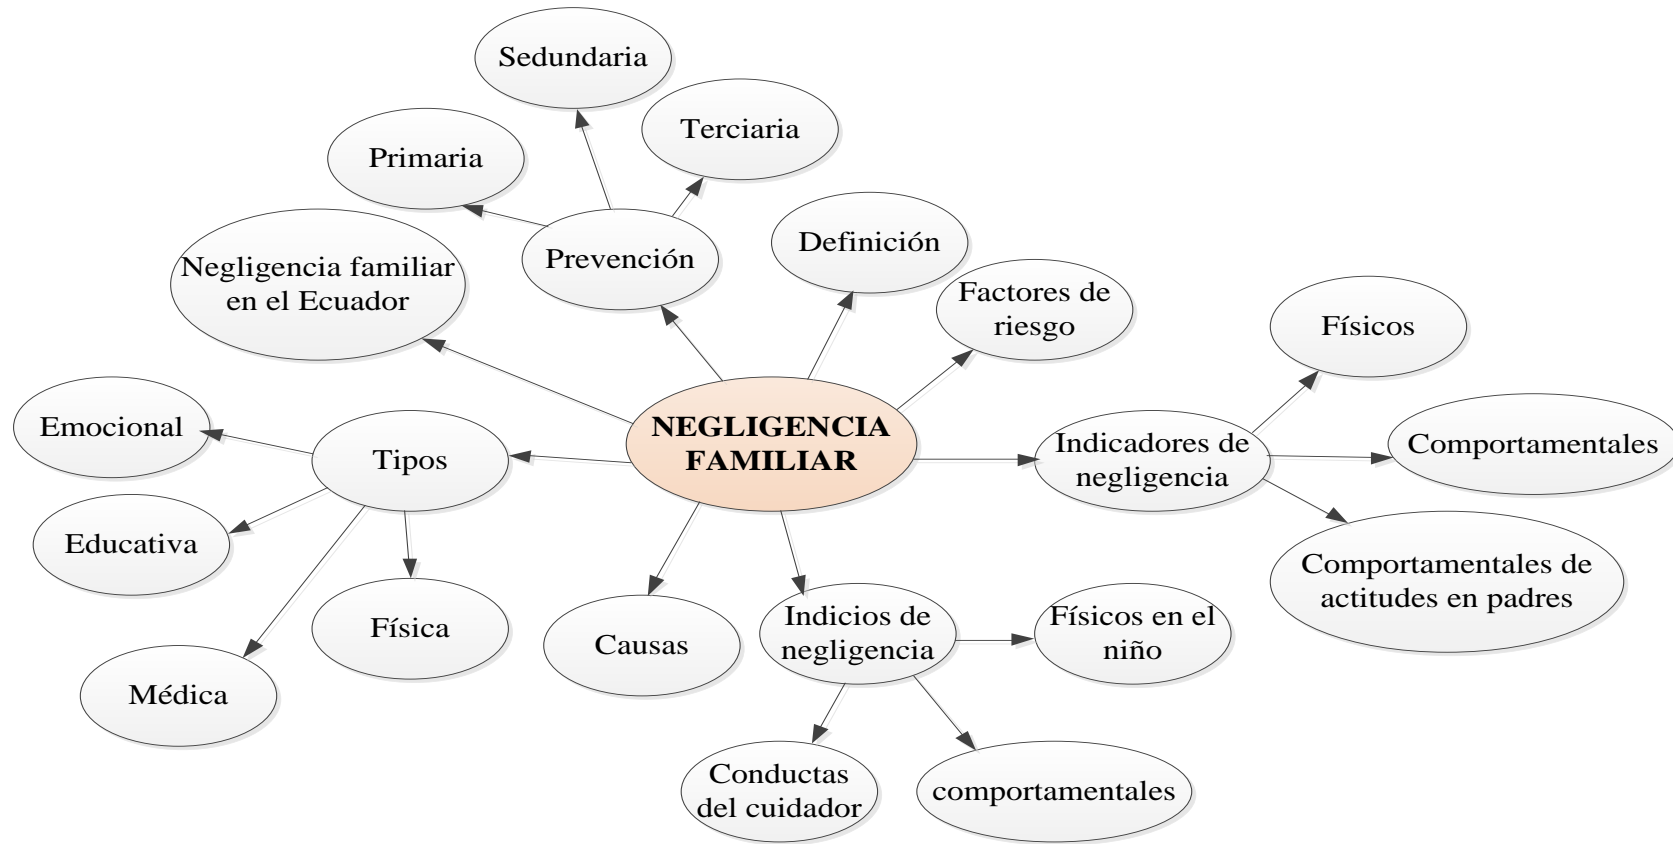 Sedundaria
Terciaria
Primaria
Prevención
Definición
Negligencia familiar
en el Ecuador
Factores de
riesgo
Físicos
NEGLIGENCIA
FAMILIAR
Indicadores de
negligencia
Comportamentales
Comportamentales de
actitudes en padres
Emocional
Tipos
Educativa
Física
Médica
Causas
Indicios de
negligencia
Físicos en el
niño
Conductas
del cuidador
comportamentales